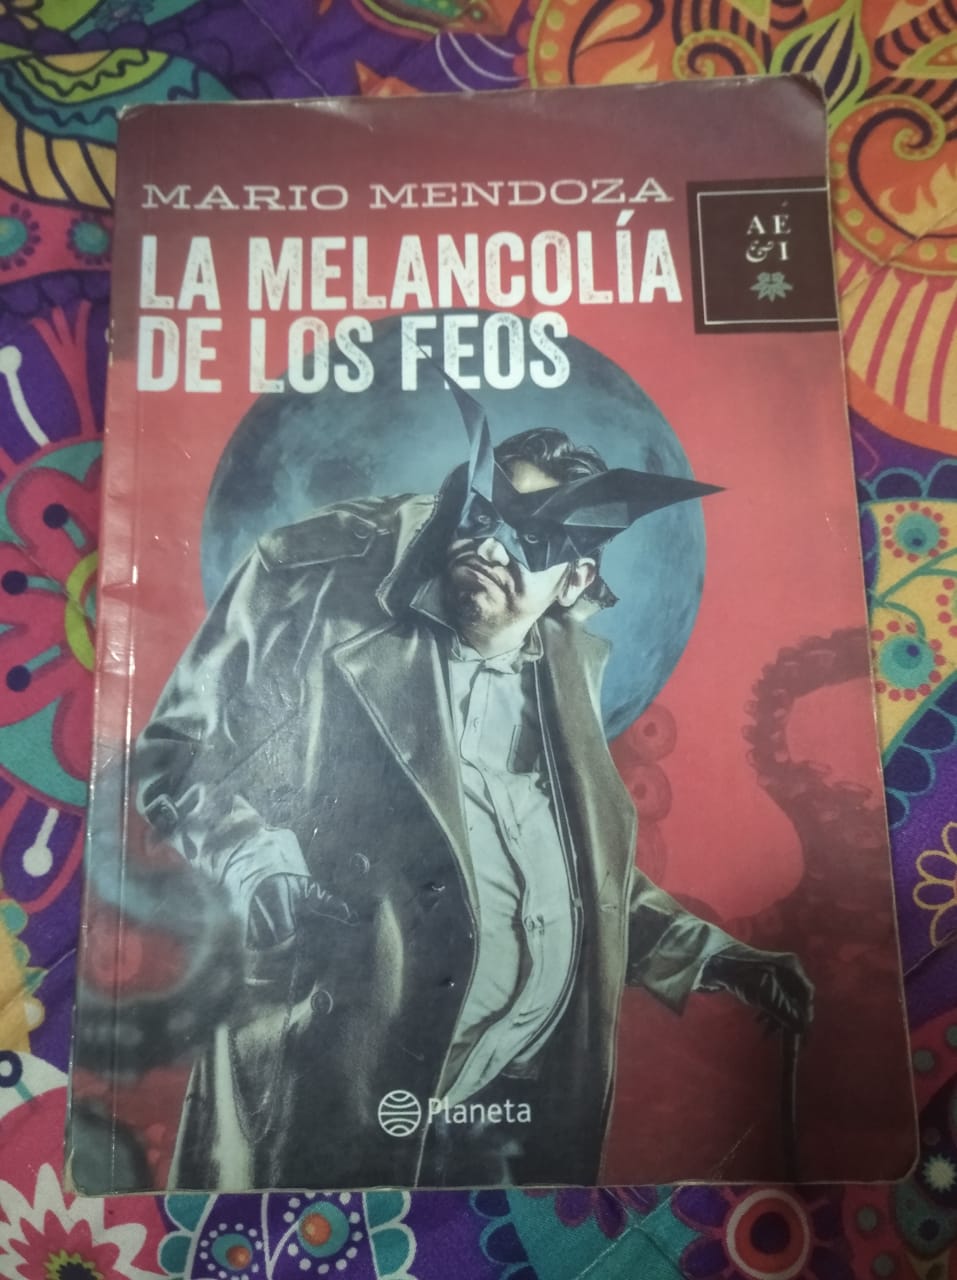 MARIO MENDOZA
LA MELANCOLÍA
DE LOS FEOS
AÉ
& I
Planeta